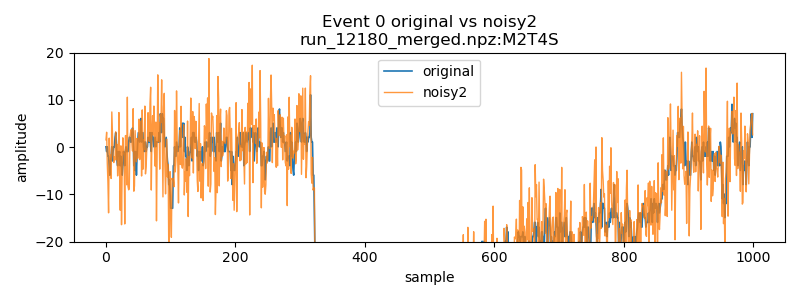 Event 0 original vs noisy2
run_12180_merged.npz:M2T4S
original
noisy2
amplitude
20
10
0
−10
−20
0
200
400
600
800
1000
sample